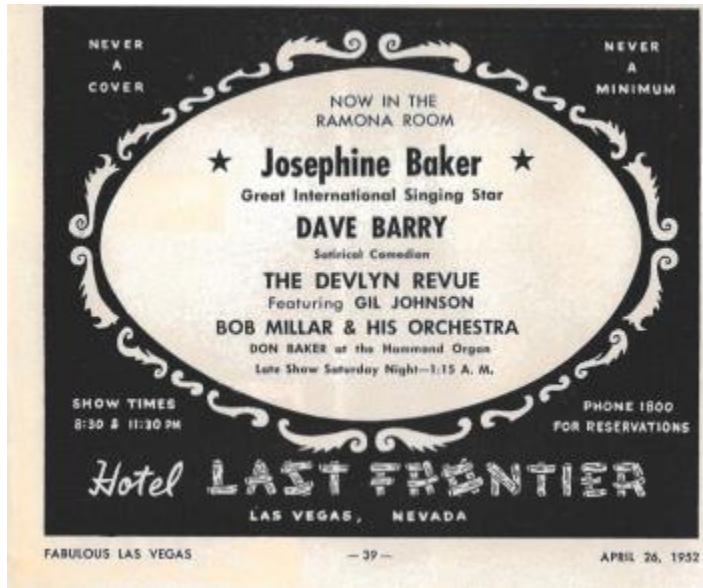 NEVER
A
COVER
NEVER
A
MINIMUM
NOW IN THE
RAMONA ROOM
★ Josephine Baker ★
Great International Singing Star
DAVE BARRY
Satirical Comedian
THE DEVLYN REVUE
Featuring GIL JOHNSON
BOB MILLAR & HIS ORCHESTRA
DON BAKER at the Hammond Organ
Late Show Saturday Night—1:15 A. M.
SHOW TIMES
8:30 & 11:30 PM
PHONE 1800
FOR RESERVATIONS
Hotel LAST FRONTIER
LAS VEGAS, NEVADA
FABULOUS LAS VEGAS — 39 — APRIL 26, 1952